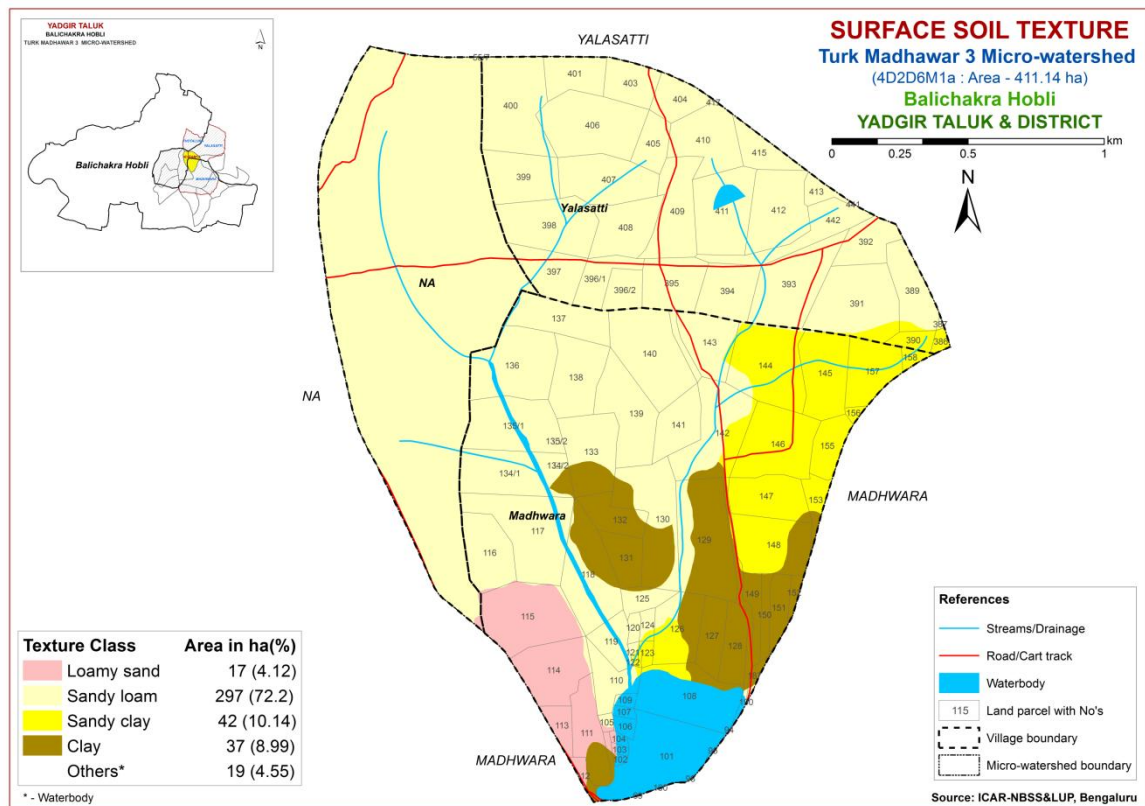 YADGIR TALUK
BALICHAKRA HOBLI
TURK MADHAWAR 3 MICRO-WATERSHED
N
YALASATTI
MADHWARA
Balichakra Hobli
SURFACE SOIL TEXTURE
Turk Madhawar 3 Micro-watershed
(4D2D6M1a : Area - 411.14 ha)
Balichakra Hobli
YADGIR TALUK & DISTRICT
0 0.25 0.5 1 km
N
YALASATTI
401
403
404
400
406
410
405
415
399
407
413
Yalasatti
409
411
412
441
442
398
408
392
397
396/1
395
394
393
389
396/2
391
NA
387
137
143
390
388
158
140
136
144
145
157
138
NA
139
156
141
135/1
142
135/2
146
155
133
134/2
134/1
147
153
MADHWARA
Madhwara
132
130
117
129
148
116
131
118
149
125
115
150
151
120
124
126
119
127
128
121
123
122
114
110
108
109
107
105
106
113
111
104
103
102
101
94
MADHWARA
Texture Class Area in ha(%)
Loamy sand 17 (4.12)
Sandy loam 297 (72.2)
Sandy clay 42 (10.14)
Clay 37 (8.99)
Others* 19 (4.55)
* - Waterbody
References
Streams/Drainage
Road/Cart track
Waterbody
115 Land parcel with No's
Village boundary
Micro-watershed boundary
Source: ICAR-NBSS&LUP, Bengaluru